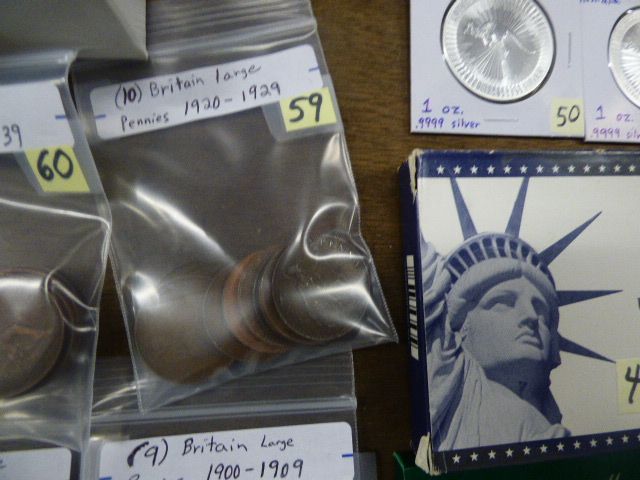 (10) Britain large
Pennies 1920-1929
59
39
60
1 oz.
.9999 silver
50
1 oz.
.9999 silver
4
(9) Britain Large
1900-1909